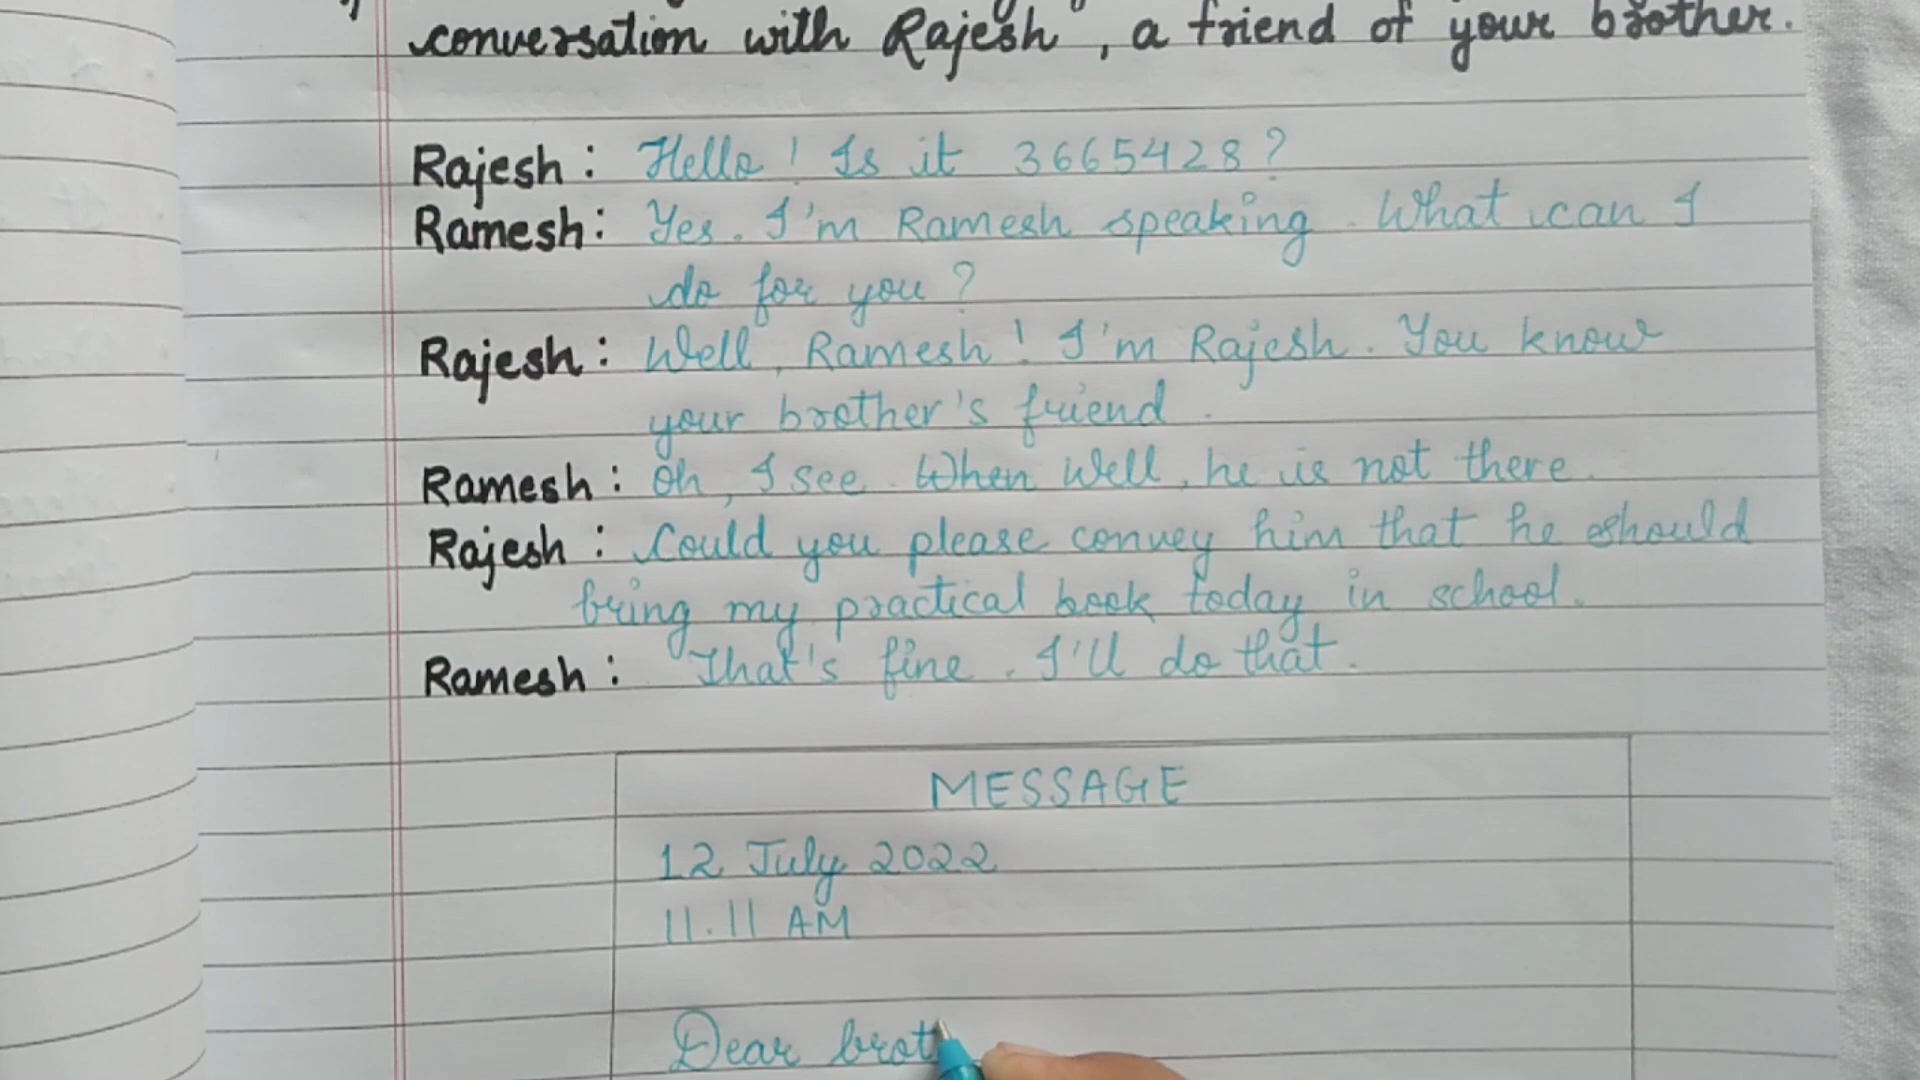 conversation with Rajesh", a friend of your brother.
Rajesh : Hello ! Is it 3665428 ?
Ramesh : Yes. I'm Ramesh speaking. What can I
do for you ?
Rajesh : Well, Ramesh ! I'm Rajesh. You know
your brother's friend.
Ramesh : Oh, I see. When Well, he is not there.
Rajesh : Could you please convey him that he should
bring my practical book today in school.
Ramesh : That's fine. I'll do that.
MESSAGE
12 July 2022
11.11 AM
Dear brot